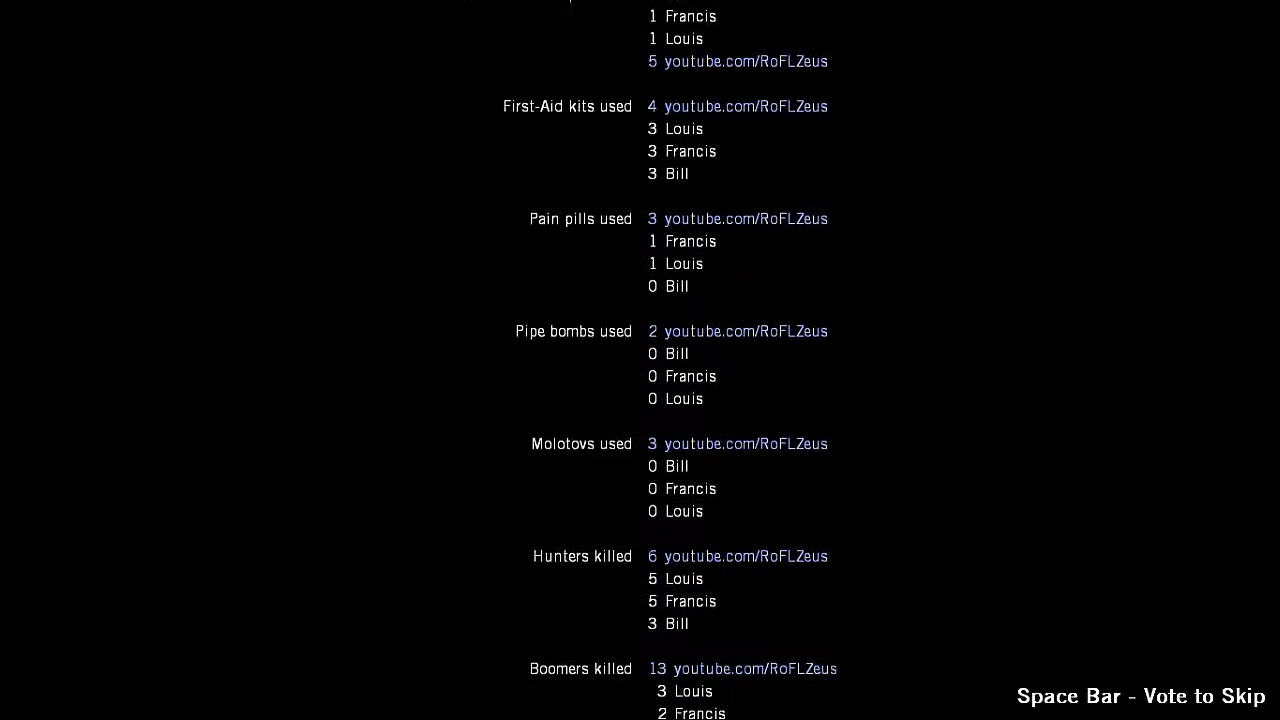 1 Francis
1 Louis
5 youtube.com/RoFLZeus
First-Aid kits used 4 youtube.com/RoFLZeus
3 Louis
3 Francis
3 Bill
Pain pills used 3 youtube.com/RoFLZeus
1 Francis
1 Louis
0 Bill
Pipe bombs used 2 youtube.com/RoFLZeus
0 Bill
0 Francis
0 Louis
Molotovs used 3 youtube.com/RoFLZeus
0 Bill
0 Francis
0 Louis
Hunters killed 6 youtube.com/RoFLZeus
5 Louis
5 Francis
3 Bill
Boomers killed 13 youtube.com/RoFLZeus
3 Louis
2 Francis
Space Bar - Vote to Skip